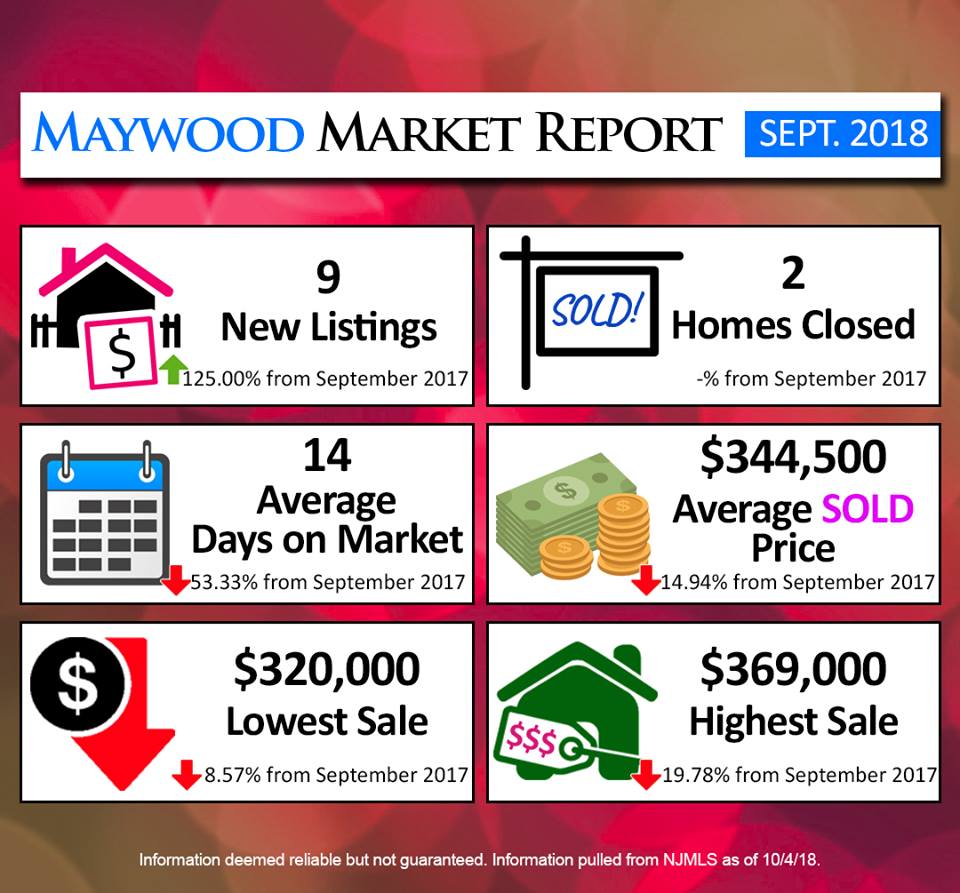 MAYWOOD MARKET REPORT SEPT. 2018
9
New Listings
$
125.00% from September 2017
SOLD!
2
Homes Closed
-% from September 2017
14
Average
Days on Market
53.33% from September 2017
$344,500
Average SOLD
Price
$
$
$
14.94% from September 2017
$
$320,000
Lowest Sale
8.57% from September 2017
$$$
$369,000
Highest Sale
19.78% from September 2017
Information deemed reliable but not guaranteed. Information pulled from NJMLS as of 10/4/18.